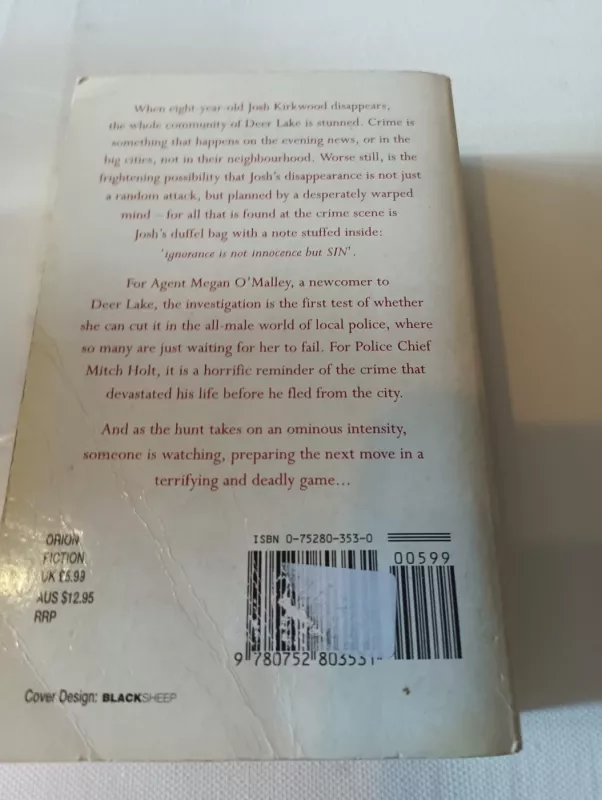 When eight-year-old Josh Kirkwood disappears,
the whole community of Deer Lake is stunned. Crime is
something that happens on the evening news, or in the
big cities, not in their neighbourhood. Worse still, is the
frightening possibility that Josh's disappearance is not just
a random attack, but planned by a desperately warped
mind – for all that is found at the crime scene is
Josh's duffel bag with a note stuffed inside:
'ignorance is not innocence but SIN'.
For Agent Megan O'Malley, a newcomer to
Deer Lake, the investigation is the first test of whether
she can cut it in the all-male world of local police, where
so many are just waiting for her to fail. For Police Chief
Mitch Holt, it is a horrific reminder of the crime that
devastated his life before he fled from the city.
And as the hunt takes on an ominous intensity,
someone is watching, preparing the next move in a
terrifying and deadly game…
ORION
FICTION
UK £5.99
AUS $12.95
RRP
ISBN 0-75280-353-0
00599
9 780752 803531
Cover Design: BLACKSHEEP